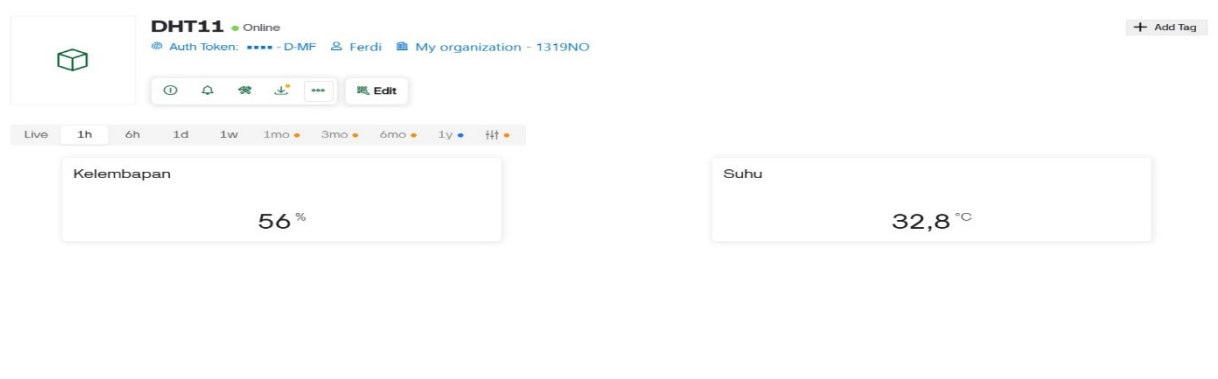 DHT11 Online
+ Add Tag
Auth Token: •••• - D-MF Ferdi My organization - 1319NO
Edit
Live 1h 6h 1d 1w 1mo 3mo 6mo 1y
Kelembapan
56 %
Suhu
32,8 °C